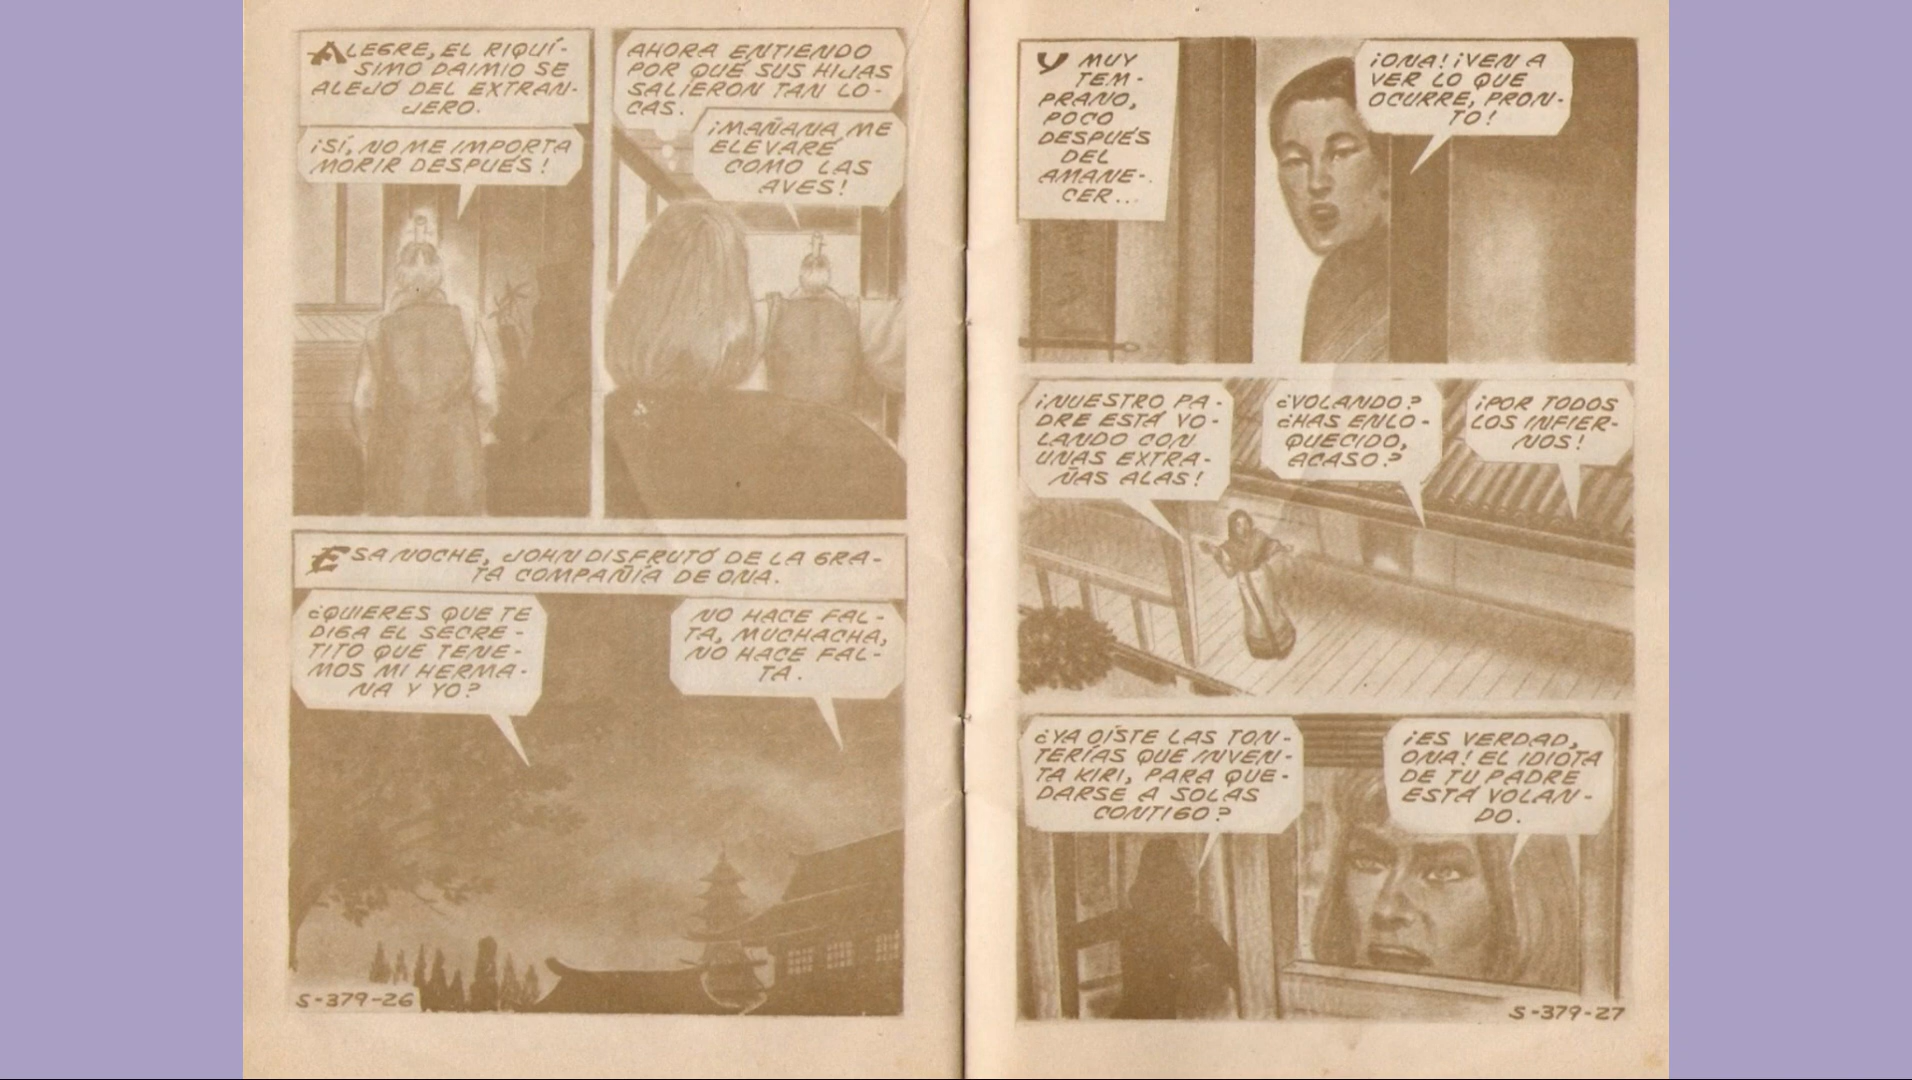 ALEGRE, EL RIQUÍ-
SIMO DAIMIO SE
ALEJÓ DEL EXTRAN-
JERO.
¡SÍ, NO ME IMPORTA
MORIR DESPUÉS!
AHORA ENTIENDO
POR QUÉ SUS HIJAS
SALIERON TAN LO-
CAS.
¡MAÑANA ME
ELEVARÉ
COMO LAS
AVES!
ESA NOCHE, JOHN DISFRUTÓ DE LA GRA-
TA COMPAÑÍA DE ONA.
¿QUIERES QUE TE
DIGA EL SECRE-
TITO QUE TENE-
MOS MI HERMA-
NA Y YO?
NO HACE FAL-
TA, MUCHACHA,
NO HACE FAL-
TA.
S-379-26
Y MUY
TEM-
PRANO,
POCO
DESPUÉS
DEL
AMANE-
CER...
¡ONA! ¡VEN A
VER LO QUE
OCURRE, PRON-
TO!
¡NUESTRO PA-
DRE ESTÁ VO-
LANDO CON
UNAS EXTRA-
ÑAS ALAS!
¿VOLANDO?
¿HAS ENLO-
QUECIDO,
ACASO?
¡POR TODOS
LOS INFIER-
NOS!
¿YA OÍSTE LAS TON-
TERÍAS QUE INVEN-
TA KIRI, PARA QUE-
DARSE A SOLAS
CONTIGO?
¡ES VERDAD,
ONA! EL IDIOTA
DE TU PADRE
ESTÁ VOLAN-
DO.
S-379-27